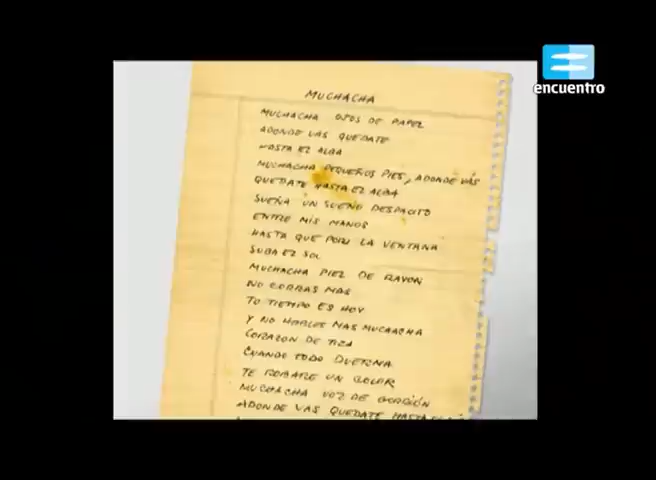 encuentro
MUCHACHA
MUCHACHA OJOS DE PAPEL
ADONDE VAS QUEDATE
HASTA EL ALBA
MUCHACHA PEQUEÑOS PIES, ADONDE VAS
QUEDATE HASTA EL ALBA
SUEÑA UN SUEÑO DESPACITO
ENTRE MIS MANOS
HASTA QUE POR LA VENTANA
SUBA EL SOL
MUCHACHA PIEL DE RAYON
NO CORRAS MAS
TU TIEMPO ES HOY
Y NO HABLES MAS MUCHACHA
CORAZON DE TIZA
CUANDO TODO DUERMA
TE ROBARE UN COLOR
MUCHACHA VOZ DE GORRIÓN
ADONDE VAS QUEDATE HASTA